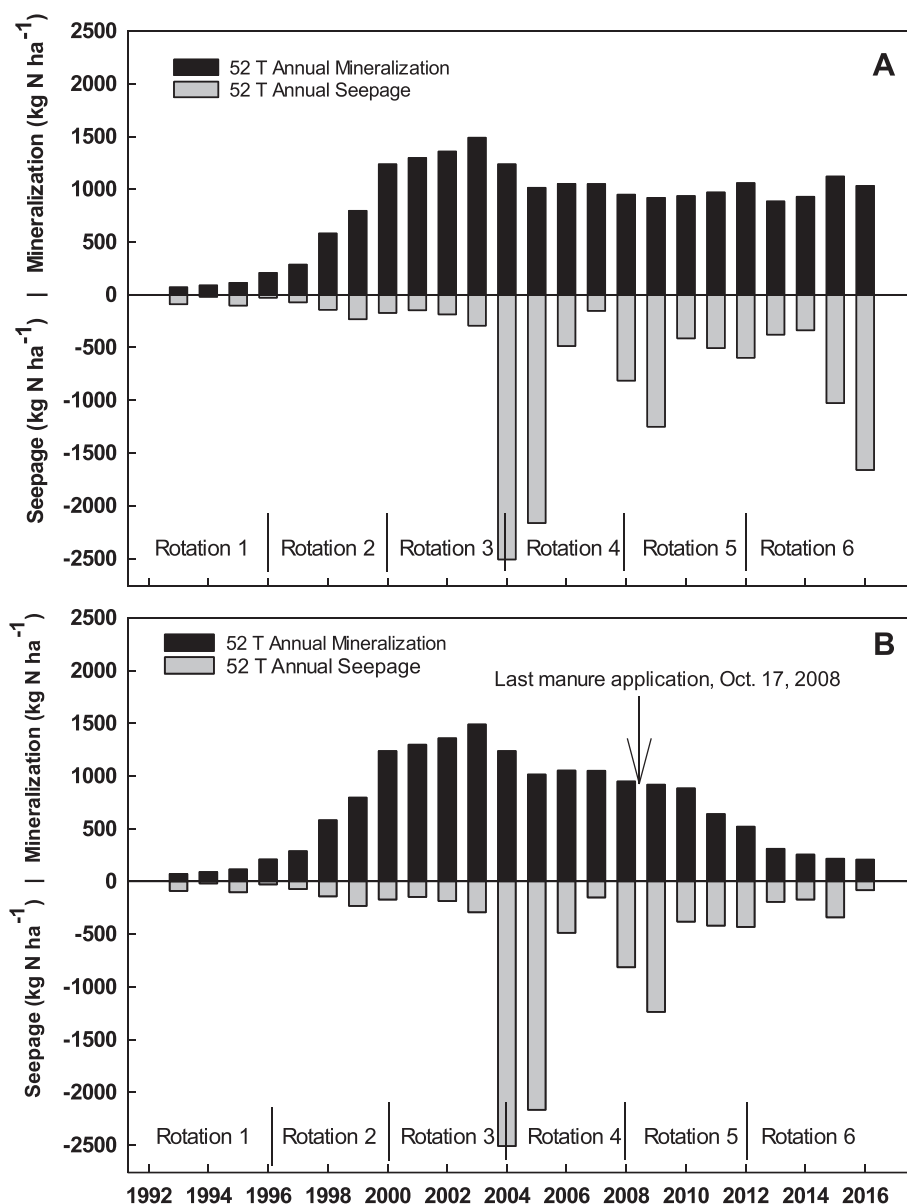 2500
2000
1500
1000
500
0
-500
-1000
-1500
-2000
-2500
Seepage (kg N ha-1) | Mineralization (kg N ha-1)
52 T Annual Mineralization
52 T Annual Seepage
A
Rotation 1 Rotation 2 Rotation 3 Rotation 4 Rotation 5 Rotation 6
2500
2000
1500
1000
500
0
-500
-1000
-1500
-2000
-2500
Seepage (kg N ha-1) | Mineralization (kg N ha-1)
52 T Annual Mineralization
52 T Annual Seepage
B
Last manure application, Oct. 17, 2008
Rotation 1 Rotation 2 Rotation 3 Rotation 4 Rotation 5 Rotation 6
1992 1994 1996 1998 2000 2002 2004 2006 2008 2010 2012 2014 2016